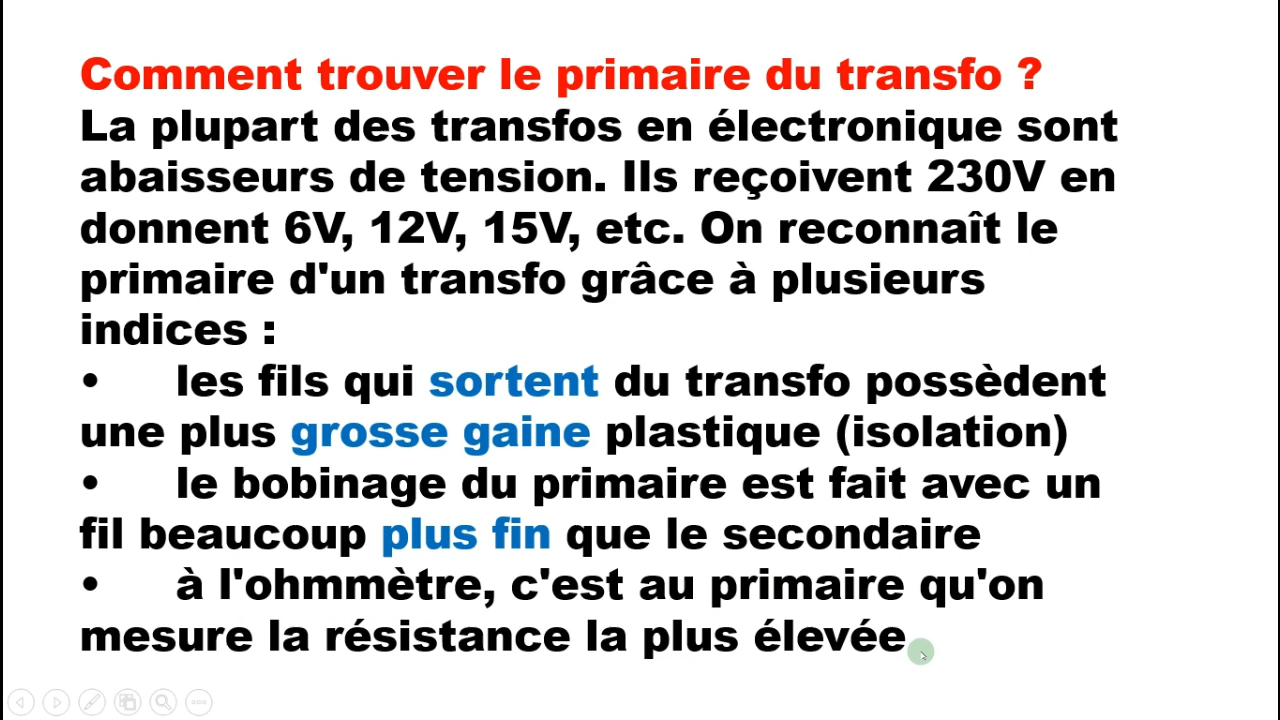 Comment trouver le primaire du transfo ?
La plupart des transfos en électronique sont
abaisseurs de tension. Ils reçoivent 230V en
donnent 6V, 12V, 15V, etc. On reconnaît le
primaire d'un transfo grâce à plusieurs
indices :
• les fils qui sortent du transfo possèdent
une plus grosse gaine plastique (isolation)
• le bobinage du primaire est fait avec un
fil beaucoup plus fin que le secondaire
• à l'ohmmètre, c'est au primaire qu'on
mesure la résistance la plus élevée